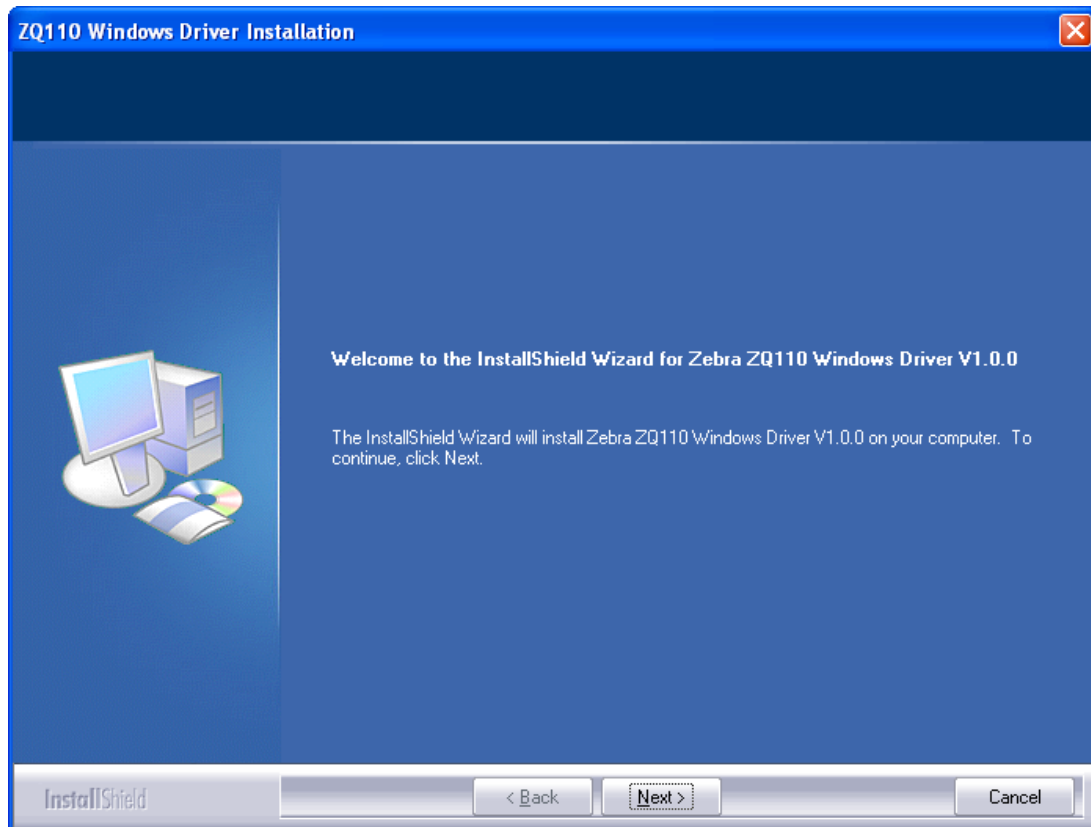 ZQ110 Windows Driver Installation
Welcome to the InstallShield Wizard for Zebra ZQ110 Windows Driver V1.0.0
The InstallShield Wizard will install Zebra ZQ110 Windows Driver V1.0.0 on your computer. To
continue, click Next.
InstallShield
< Back
Next >
Cancel